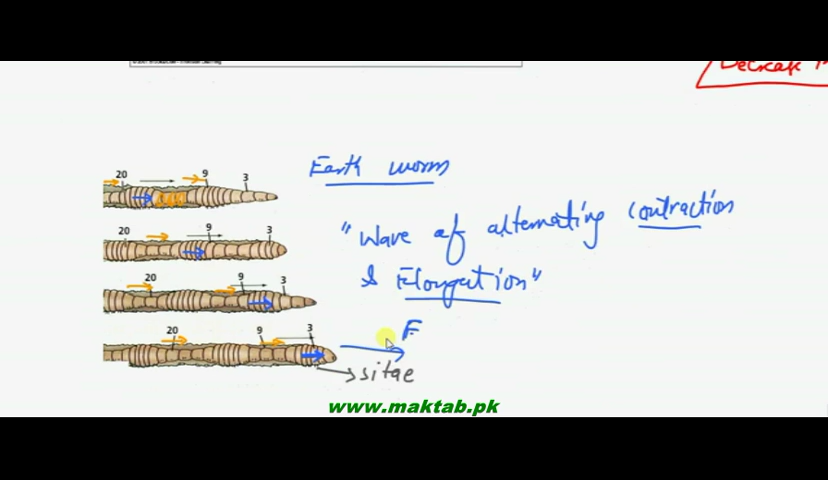 Decrease
Earth worm
20 9 3
"Wave of alternating contraction
20 9 3
& Elongation"
20 9 3
F.
20 9 3
sitae
www.maktab.pk